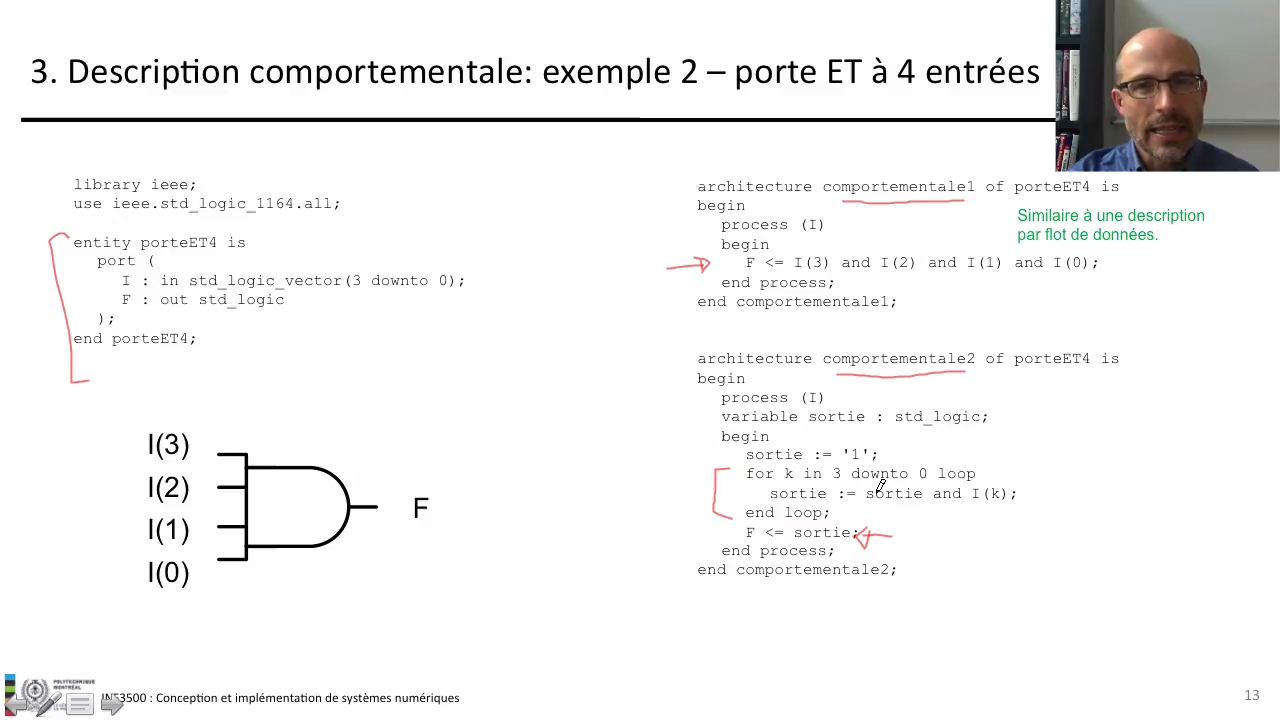 3. Description comportementale: exemple 2 – porte ET à 4 entrées
library ieee;
use ieee.std_logic_1164.all;
entity porteET4 is
port (
I : in std_logic_vector(3 downto 0);
F : out std_logic
);
end porteET4;
I(3)
I(2)
I(1)
I(0)
F
architecture comportementale1 of porteET4 is
begin
process (I)
begin
F <= I(3) and I(2) and I(1) and I(0);
end process;
end comportementale1;
Similaire à une description
par flot de données.
architecture comportementale2 of porteET4 is
begin
process (I)
variable sortie : std_logic;
begin
sortie := '1';
for k in 3 downto 0 loop
sortie := sortie and I(k);
end loop;
F <= sortie;
end process;
end comportementale2;
POLYTECHNIQUE
MONTRÉAL
INF3500 : Conception et implémentation de systèmes numériques
13